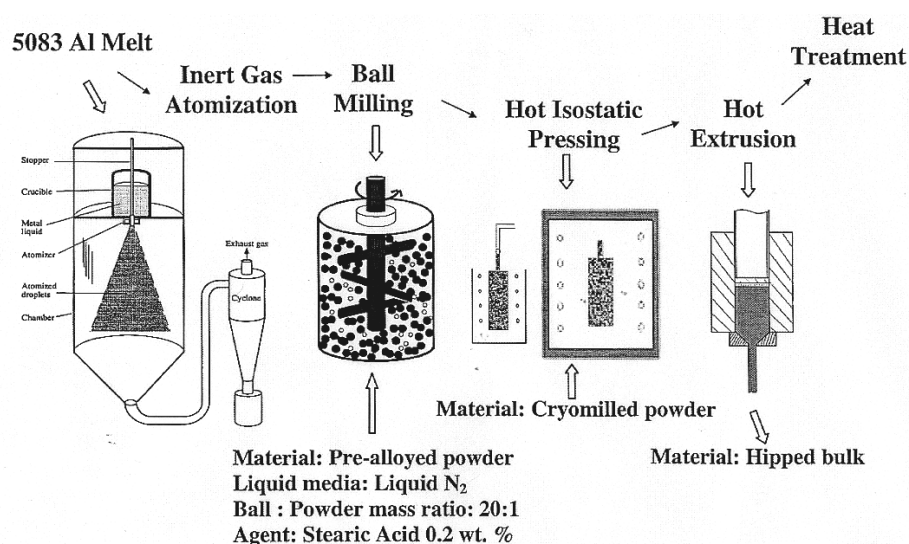 5083 Al Melt
Inert Gas
Atomization
Ball
Milling
Hot Isostatic
Pressing
Hot
Extrusion
Heat
Treatment
Stopper
Crucible
Metal
liquid
Atomizer
Atomized
droplets
Chamber
Exhaust gas
Cyclone
Material: Pre-alloyed powder
Liquid media: Liquid N₂
Ball : Powder mass ratio: 20:1
Agent: Stearic Acid 0.2 wt. %
Material: Cryomilled powder
Material: Hipped bulk